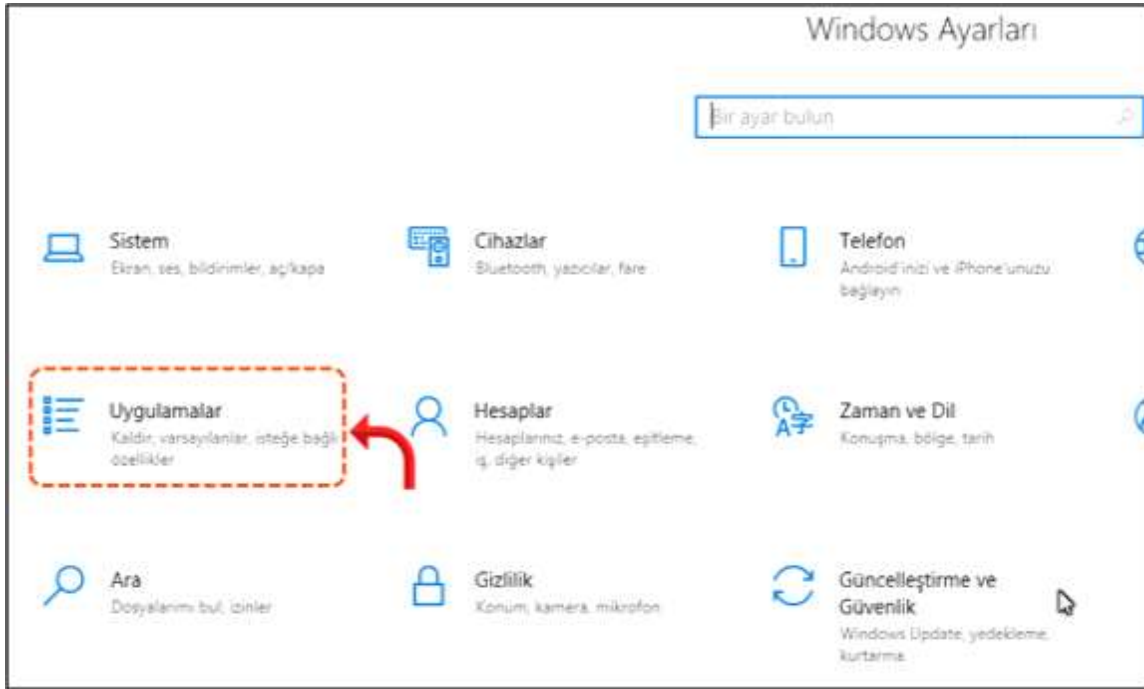 Windows Ayarları
Bir ayar bulun
Sistem
Ekran, ses, bildirimler, aç/kapa
Cihazlar
Bluetooth, yazıcılar, fare
Telefon
Android'inizi ve iPhone'unuzu
bağlayın
Uygulamalar
Kaldır, varsayılanlar, isteğe bağlı
özellikler
Hesaplar
Hesaplarınız, e-posta, eşitleme,
iş, diğer kişiler
Zaman ve Dil
Konuşma, bölge, tarih
Ara
Dosyalarımı bul, izinler
Gizlilik
Konum, kamera, mikrofon
Güncelleştirme ve
Güvenlik
Windows Update, yedekleme,
kurtarma